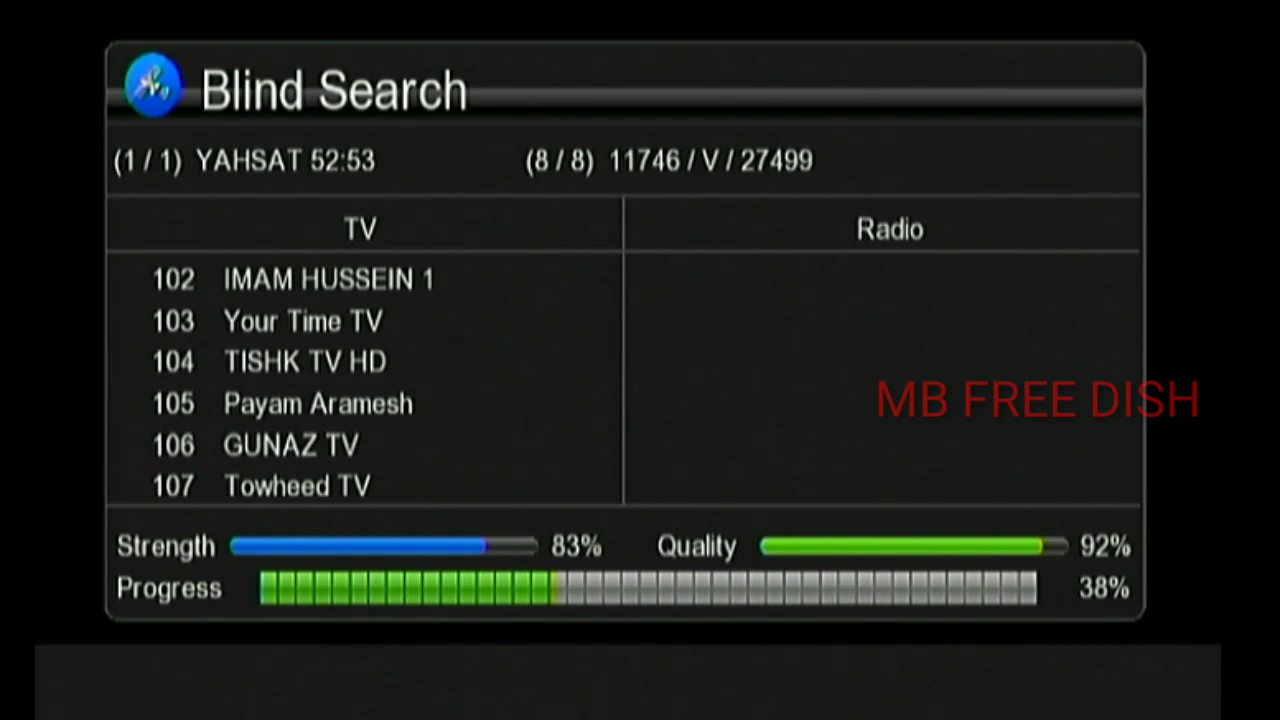 Blind Search
(1 / 1) YAHSAT 52:53 (8 / 8) 11746 / V / 27499
TV Radio
102 IMAM HUSSEIN 1
103 Your Time TV
104 TISHK TV HD
105 Payam Aramesh
MB FREE DISH
106 GUNAZ TV
107 Towheed TV
Strength 83% Quality 92%
Progress 38%